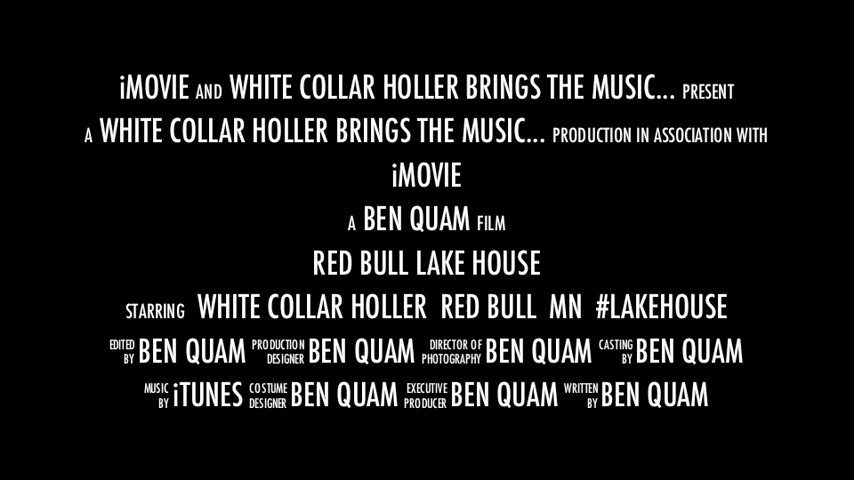 iMOVIE AND WHITE COLLAR HOLLER BRINGS THE MUSIC... PRESENT
A WHITE COLLAR HOLLER BRINGS THE MUSIC... PRODUCTION IN ASSOCIATION WITH
iMOVIE
A BEN QUAM FILM
RED BULL LAKE HOUSE
STARRING WHITE COLLAR HOLLER RED BULL MN #LAKEHOUSE
EDITED BY BEN QUAM PRODUCTION DESIGNER BEN QUAM DIRECTOR OF PHOTOGRAPHY BEN QUAM CASTING BY BEN QUAM
MUSIC BY iTUNES COSTUME DESIGNER BEN QUAM EXECUTIVE PRODUCER BEN QUAM WRITTEN BY BEN QUAM